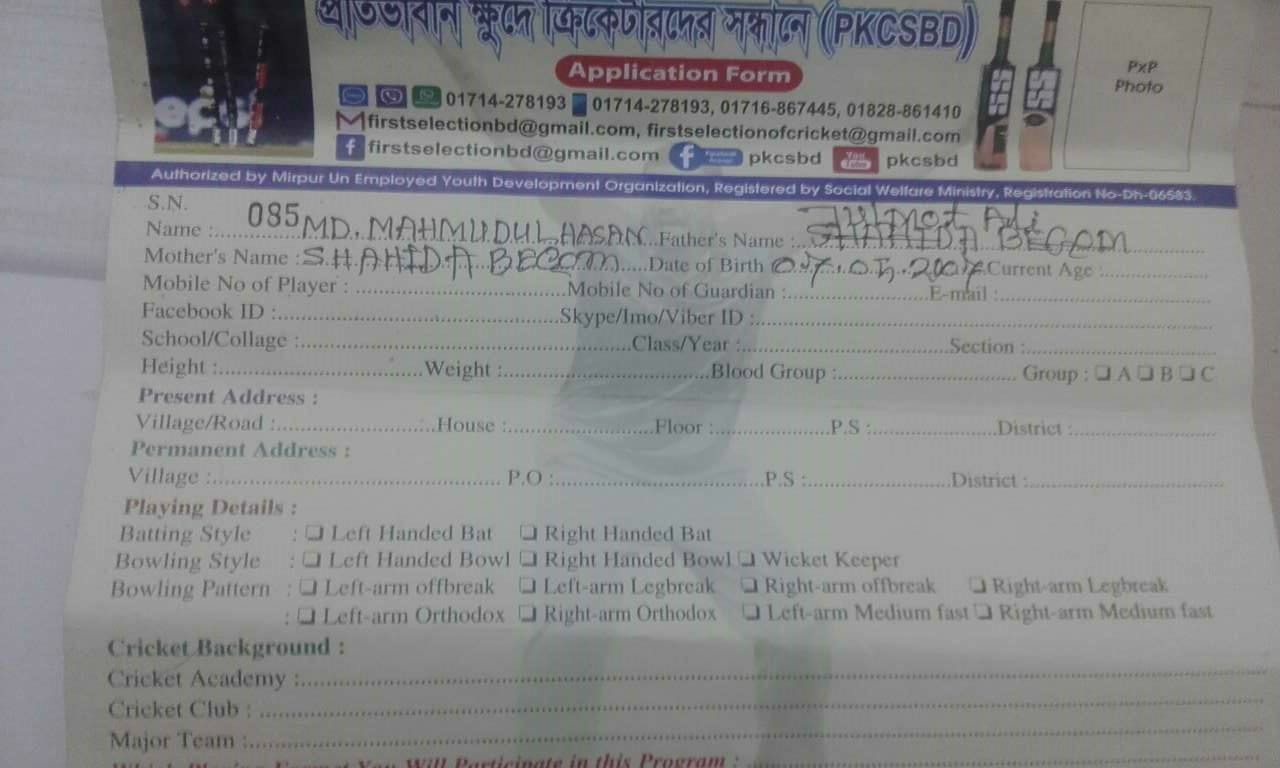 প্রতিভাবান ক্ষুদে ক্রিকেটারদের সন্ধানে (PKCSBD)
Application Form
PxP
Photo
01714-278193 01714-278193, 01716-867445, 01828-861410
firstselectionbd@gmail.com, firstselectionofcricket@gmail.com
firstselectionbd@gmail.com pkcsbd You Tube pkcsbd
Authorized by Mirpur Un Employed Youth Development Organization, Registered by Social Welfare Ministry, Registration No-Dh-06583.
S.N. 085
Name :..........MD. MAHMUDUL HASAN...Father's Name :..SHAHIDA BEGOM
Mother's Name :SHAHIDA BEGOM.....Date of Birth 07.05.2007.Current Age :..........
Mobile No of Player :..........Mobile No of Guardian :..........E-mail :..........
Facebook ID :..........Skype/Imo/Viber ID :..........
School/Collage :..........Class/Year :..........Section :..........
Height :..........Weight :..........Blood Group :.......... Group : ❑ A ❑ B ❑ C
Present Address :
Village/Road :..........House :..........Floor :..........P.S :..........District :..........
Permanent Address :
Village :.......... P.O :..........P.S :..........District :..........
Playing Details :
Batting Style : ❑ Left Handed Bat ❑ Right Handed Bat
Bowling Style : ❑ Left Handed Bowl ❑ Right Handed Bowl ❑ Wicket Keeper
Bowling Pattern : ❑ Left-arm offbreak ❑ Left-arm Legbreak ❑ Right-arm offbreak ❑ Right-arm Legbreak
: ❑ Left-arm Orthodox ❑ Right-arm Orthodox ❑ Left-arm Medium fast ❑ Right-arm Medium fast
Cricket Background :
Cricket Academy :..........
Cricket Club :..........
Major Team :..........
Which Playing Format You Will Participate in this Program :